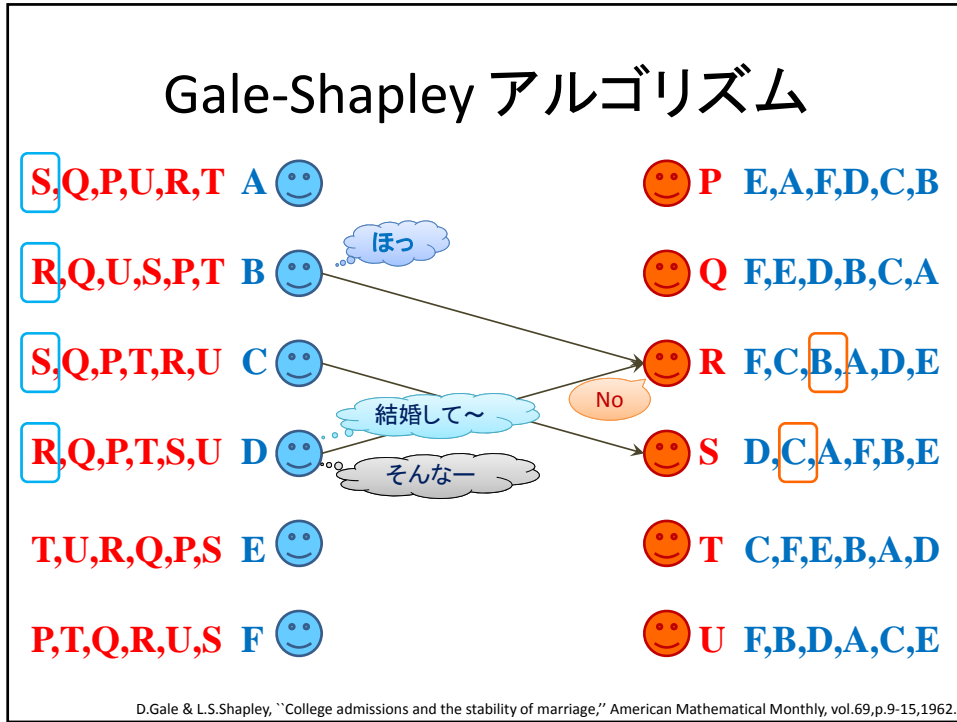 Gale-Shapley アルゴリズム
S,Q,P,U,R,T A P E,A,F,D,C,B
ほっ
R,Q,U,S,P,T B Q F,E,D,B,C,A
S,Q,P,T,R,U C R F,C,B,A,D,E
No
結婚して～
R,Q,P,T,S,U D S D,C,A,F,B,E
そんなー
T,U,R,Q,P,S E T C,F,E,B,A,D
P,T,Q,R,U,S F U F,B,D,A,C,E
D.Gale & L.S.Shapley, ``College admissions and the stability of marriage,'' American Mathematical Monthly, vol.69,p.9-15,1962.